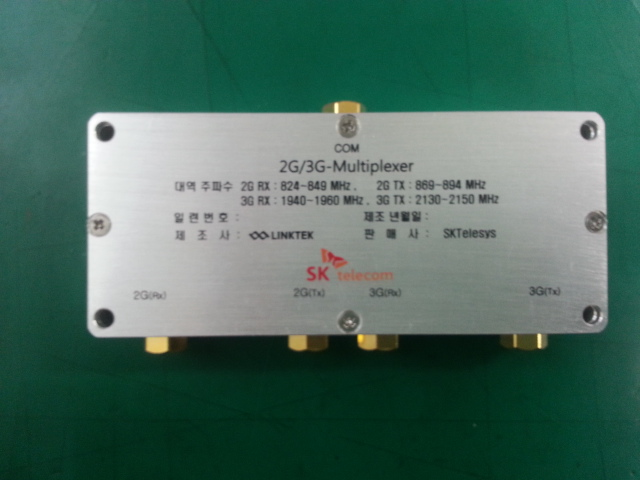 COM
2G/3G-Multiplexer
대역 주파수 2G RX : 824-849 MHz, 2G TX : 869-894 MHz
3G RX : 1940-1960 MHz, 3G TX : 2130-2150 MHz
일 련 번 호 : 제조년월일 :
제 조 사 : LINKTEK 판 매 사 : SKTelesys
SK telecom
2G(Rx) 2G(Tx) 3G(Rx) 3G(Tx)